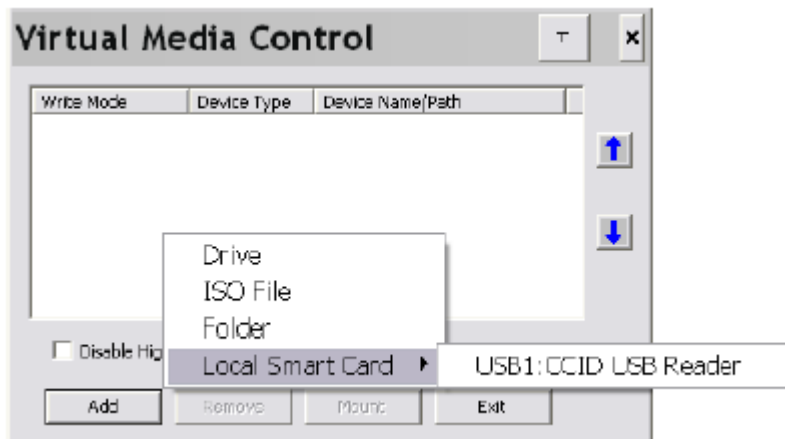 Virtual Media Control
Write Mode Device Type Device Name/Path
Drive
ISO File
Folder
Disable Hig
Local Smart Card
USB1:CCID USB Reader
Add Remove Mount Exit